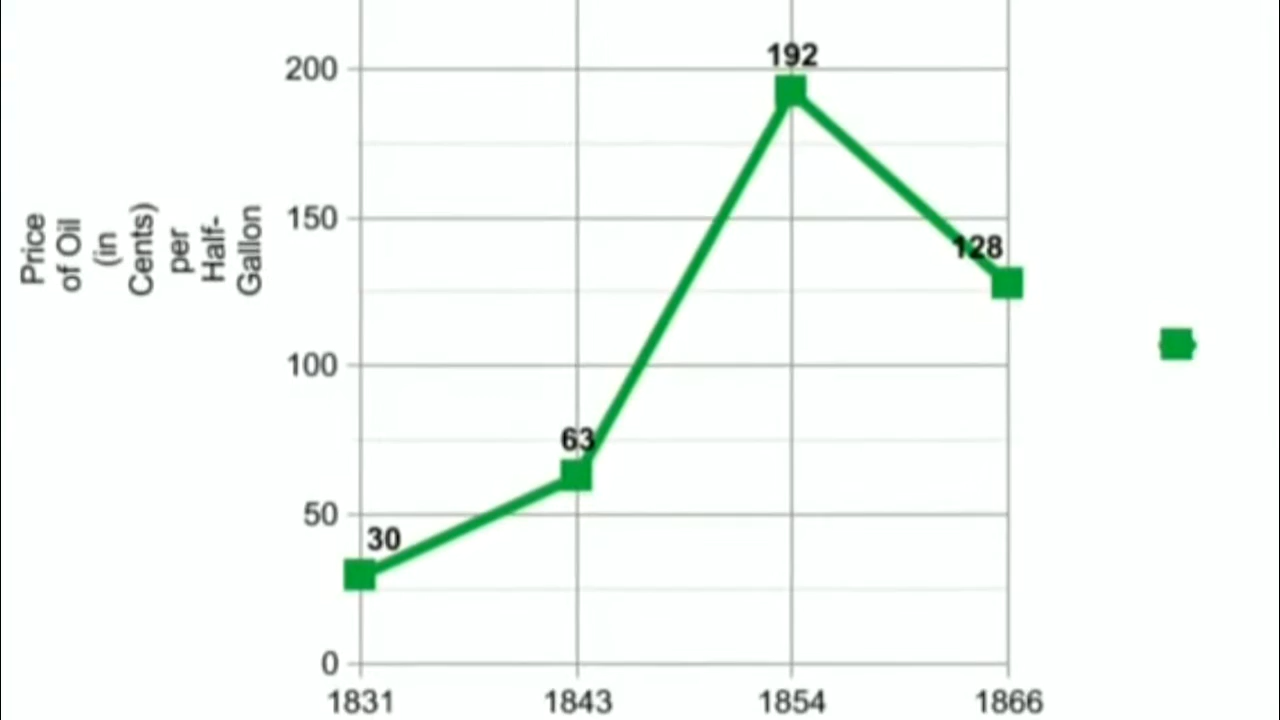 Price
of Oil
(in
Cents)
per
Half-
Gallon
200
150
100
50
0
192
128
63
30
1831 1843 1854 1866